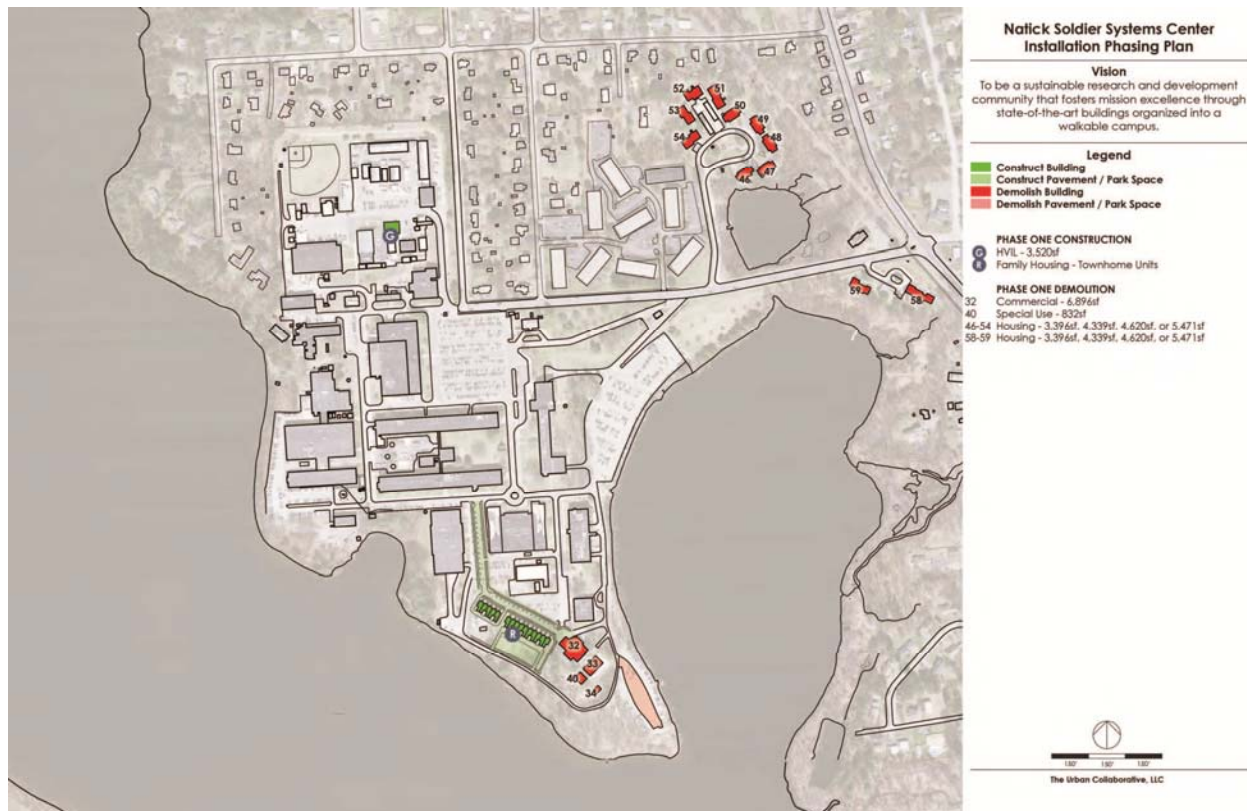 Natick Soldier Systems Center
Installation Phasing Plan
Vision
To be a sustainable research and development
community that fosters mission excellence through
state-of-the-art buildings organized into a
walkable campus.
Legend
Construct Building
Construct Pavement / Park Space
Demolish Building
Demolish Pavement / Park Space
PHASE ONE CONSTRUCTION
G HVIL - 3,520sf
R Family Housing - Townhome Units
PHASE ONE DEMOLITION
32 Commercial - 6,896sf
40 Special Use - 832sf
46-54 Housing - 3,396sf, 4,339sf, 4,620sf, or 5,471sf
58-59 Housing - 3,396sf, 4,339sf, 4,620sf, or 5,471sf
150' 150' 150'
The Urban Collaborative, LLC
52
51
53
50
49
54
48
46
47
G
59
58
R
32
33
40
34